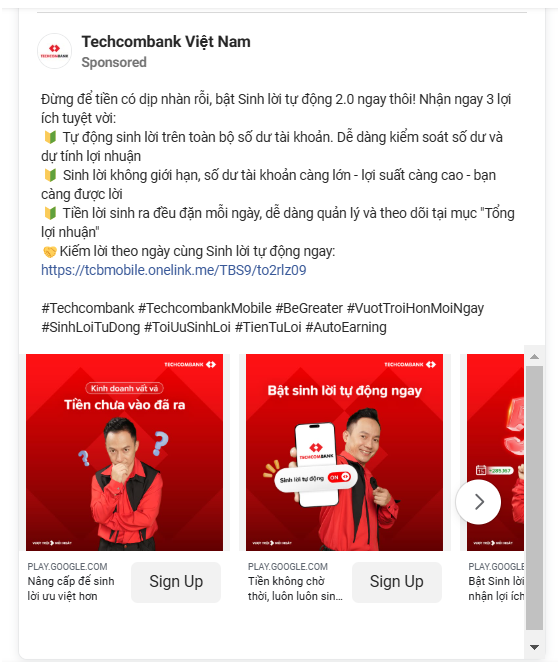 Techcombank Việt Nam
Sponsored
Đừng để tiền có dịp nhàn rỗi, bật Sinh lời tự động 2.0 ngay thôi! Nhận ngay 3 lợi
ích tuyệt vời:
🔰 Tự động sinh lời trên toàn bộ số dư tài khoản. Dễ dàng kiểm soát số dư và
dự tính lợi nhuận
🔰 Sinh lời không giới hạn, số dư tài khoản càng lớn - lợi suất càng cao - bạn
càng được lời
🔰 Tiền lời sinh ra đều đặn mỗi ngày, dễ dàng quản lý và theo dõi tại mục "Tổng
lợi nhuận"
🤝Kiếm lời theo ngày cùng Sinh lời tự động ngay:
https://tcbmobile.onelink.me/TBS9/to2rlz09
#Techcombank #TechcombankMobile #BeGreater #VuotTroiHonMoiNgay
#SinhLoiTuDong #ToiUuSinhLoi #TienTuLoi #AutoEarning
TECHCOMBANK
Kinh doanh vất vả
Tiền chưa vào đã ra
VƯỢT TRỘI HƠN MỖI NGÀY
PLAY.GOOGLE.COM
Nâng cấp để sinh
lời ưu việt hơn
Sign Up
TECHCOMBANK
Bật sinh lời tự động ngay
TECHCOMBANK
Sinh lời tự động ON
VƯỢT TRỘI HƠN MỖI NGÀY
PLAY.GOOGLE.COM
Tiền không chờ
thời, luôn luôn sin...
Sign Up
5
PLAY.GOOGLE
Bật Sinh lời
nhận lợi ích